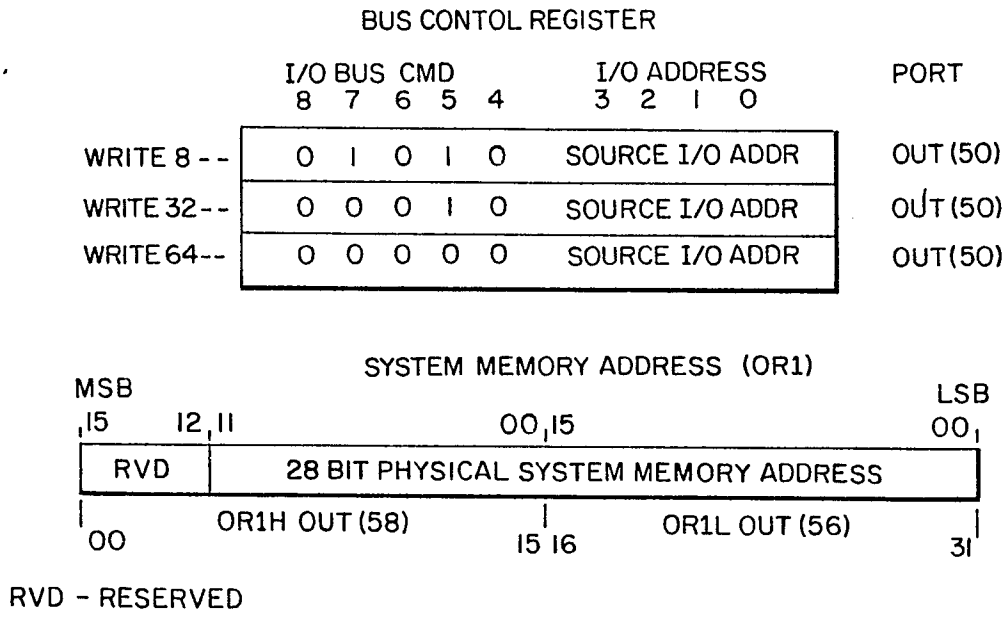 BUS CONTOL REGISTER
I/O BUS CMD I/O ADDRESS PORT
8 7 6 5 4 3 2 1 0
WRITE 8 -- 0 1 0 1 0 SOURCE I/O ADDR OUT (50)
WRITE 32 -- 0 0 0 1 0 SOURCE I/O ADDR OUT (50)
WRITE 64 -- 0 0 0 0 0 SOURCE I/O ADDR OUT (50)
SYSTEM MEMORY ADDRESS (OR1)
MSB LSB
15 12 11 00 15 00
RVD 28 BIT PHYSICAL SYSTEM MEMORY ADDRESS
OR1H OUT (58) OR1L OUT (56)
00 15 16 31
RVD - RESERVED